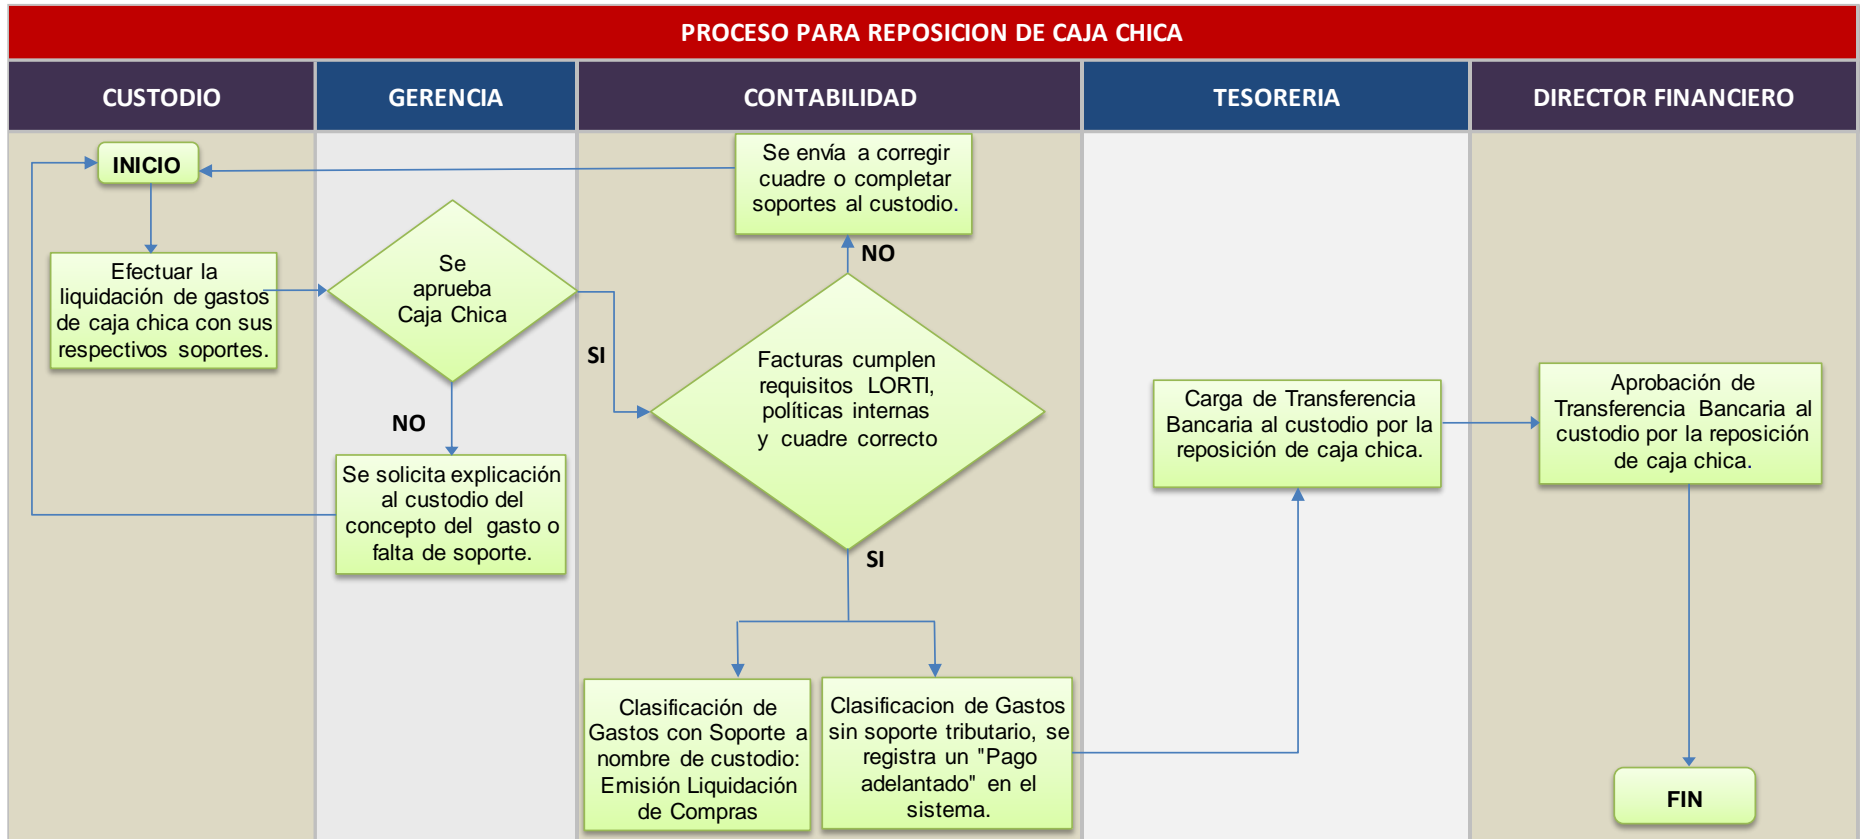 PROCESO PARA REPOSICION DE CAJA CHICA
CUSTODIO
GERENCIA
CONTABILIDAD
TESORERIA
DIRECTOR FINANCIERO
INICIO
Efectuar la
liquidación de gastos
de caja chica con sus
respectivos soportes.
Se
aprueba
Caja Chica
SI
NO
Se solicita explicación
al custodio del
concepto del gasto o
falta de soporte.
Se envía a corregir
cuadre o completar
soportes al custodio.
NO
Facturas cumplen
requisitos LORTI,
políticas internas
y cuadre correcto
SI
Clasificación de
Gastos con Soporte a
nombre de custodio:
Emisión Liquidación
de Compras
Clasificacion de Gastos
sin soporte tributario, se
registra un "Pago
adelantado" en el
sistema.
Carga de Transferencia
Bancaria al custodio por la
reposición de caja chica.
Aprobación de
Transferencia Bancaria al
custodio por la reposición
de caja chica.
FIN